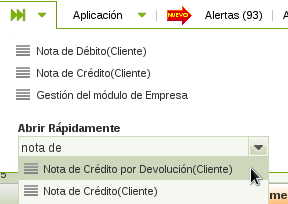 Aplicación
NUEVO
Alertas (93)
Nota de Débito(Cliente)
Nota de Crédito(Cliente)
Gestión del módulo de Empresa
Abrir Rápidamente
nota de
Nota de Crédito por Devolución(Cliente)
Nota de Crédito(Cliente)